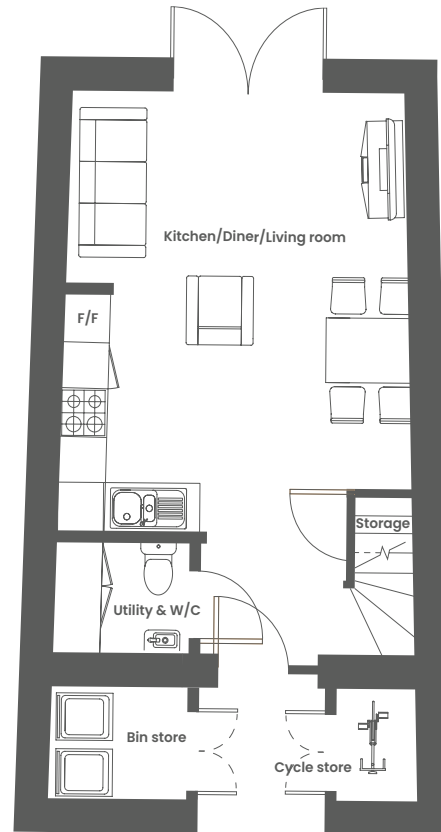 Kitchen/Diner/Living room
F/F
Storage
Utility & W/C
Bin store
Cycle store